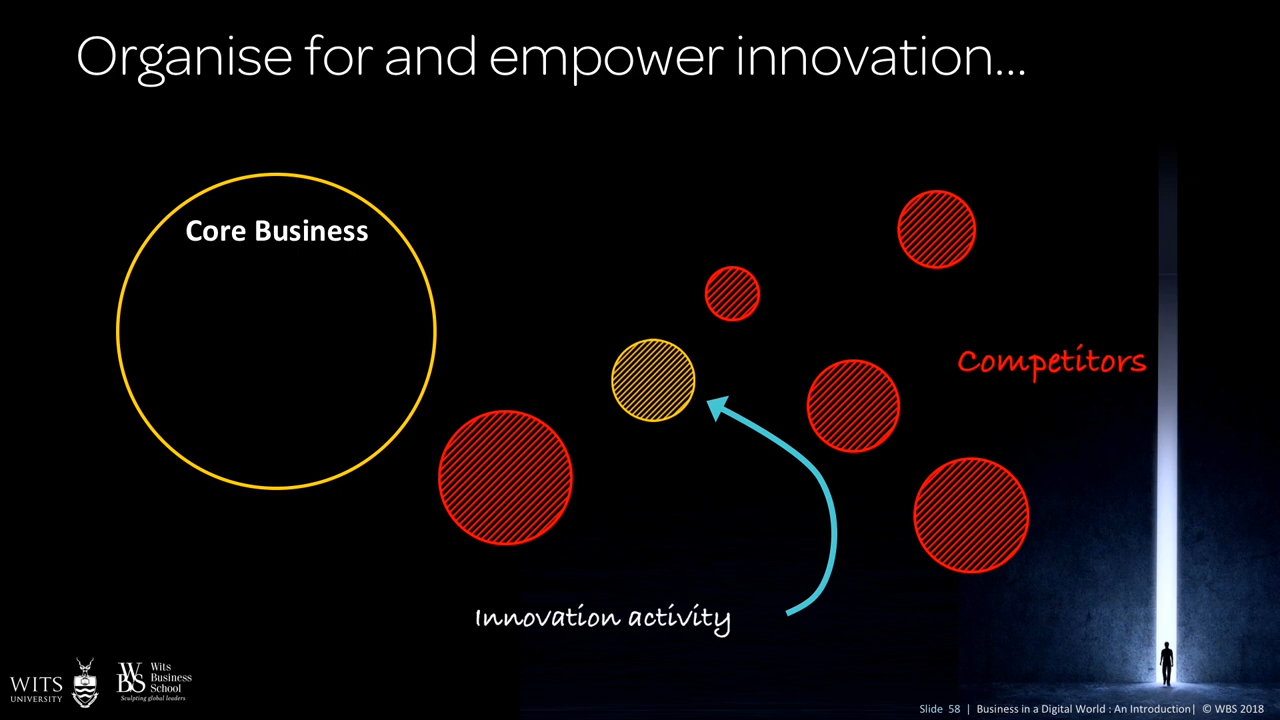 Organise for and empower innovation...
Core Business
Competitors
Innovation activity
WITS
UNIVERSITY
WBS
Wits
Business
School
Sculpting global leaders
Slide 58 | Business in a Digital World : An Introduction| © WBS 2018